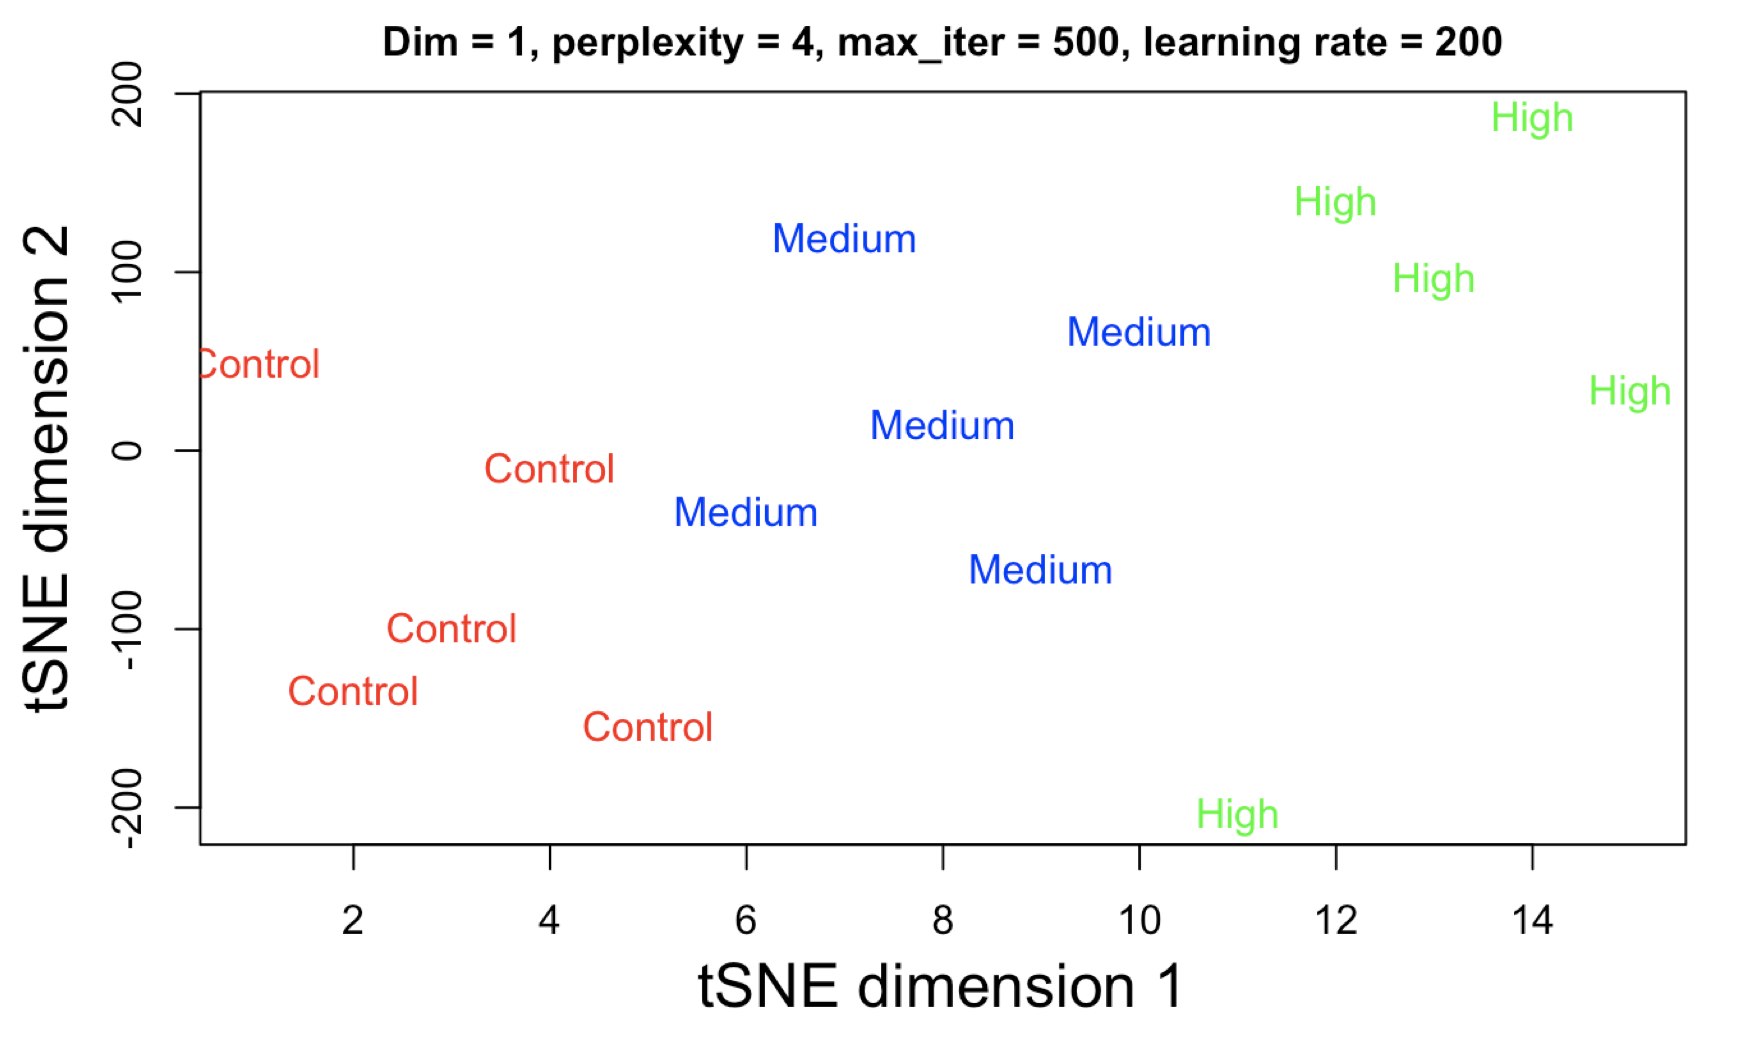 Dim = 1, perplexity = 4, max_iter = 500, learning rate = 200
tSNE dimension 2
200
100
0
-100
-200
High
High
Medium
High
Medium
Control
High
Medium
Control
Medium
Medium
Control
Control
Control
High
2 4 6 8 10 12 14
tSNE dimension 1